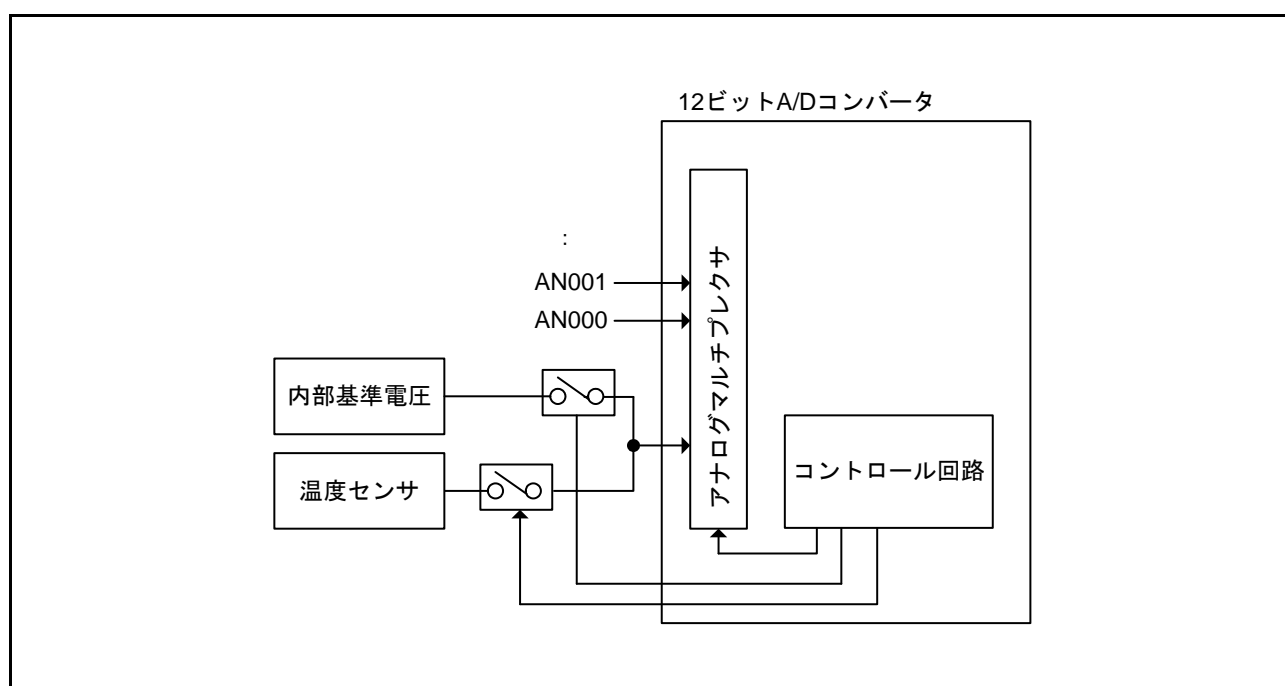 12ビットA/Dコンバータ
:
AN001
AN000
アナログマルチプレクサ
内部基準電圧
温度センサ
コントロール回路